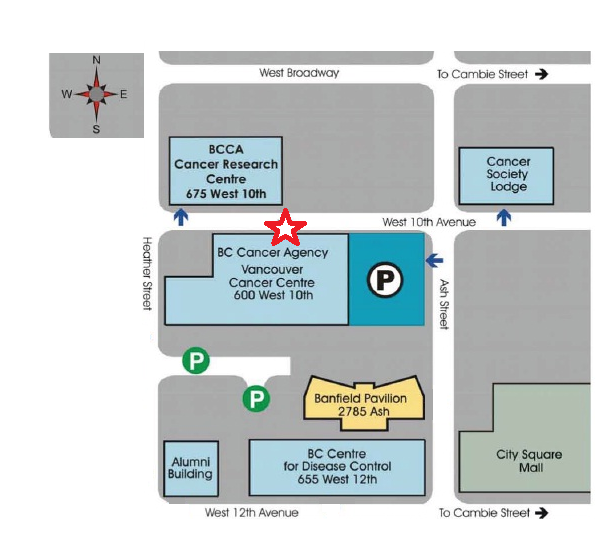 N
W E
S
West Broadway
To Cambie Street
BCCA
Cancer Research
Centre
675 West 10th
Cancer
Society
Lodge
West 10th Avenue
Heather Street
BC Cancer Agency
Vancouver
Cancer Centre
600 West 10th
P
Ash Street
P
P
Banfield Pavilion
2785 Ash
Alumni
Building
BC Centre
for Disease Control
655 West 12th
City Square
Mall
West 12th Avenue
To Cambie Street